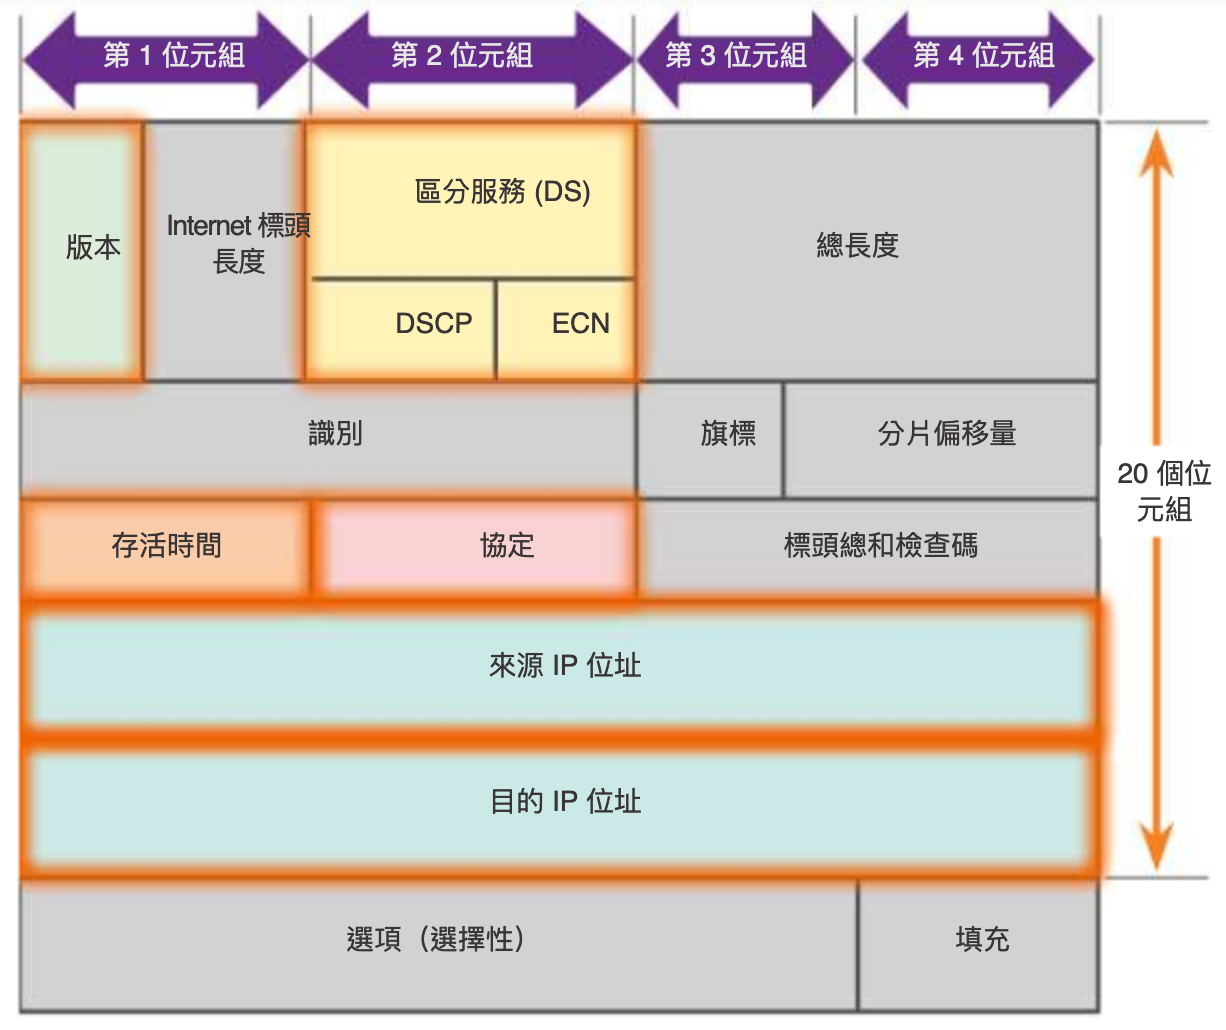 第 1 位元組
第 2 位元組
第 3 位元組
第 4 位元組
版本
Internet 標頭
長度
區分服務 (DS)
DSCP
ECN
總長度
識別
旗標
分片偏移量
20 個位
元組
存活時間
協定
標頭總和檢查碼
來源 IP 位址
目的 IP 位址
選項（選擇性）
填充